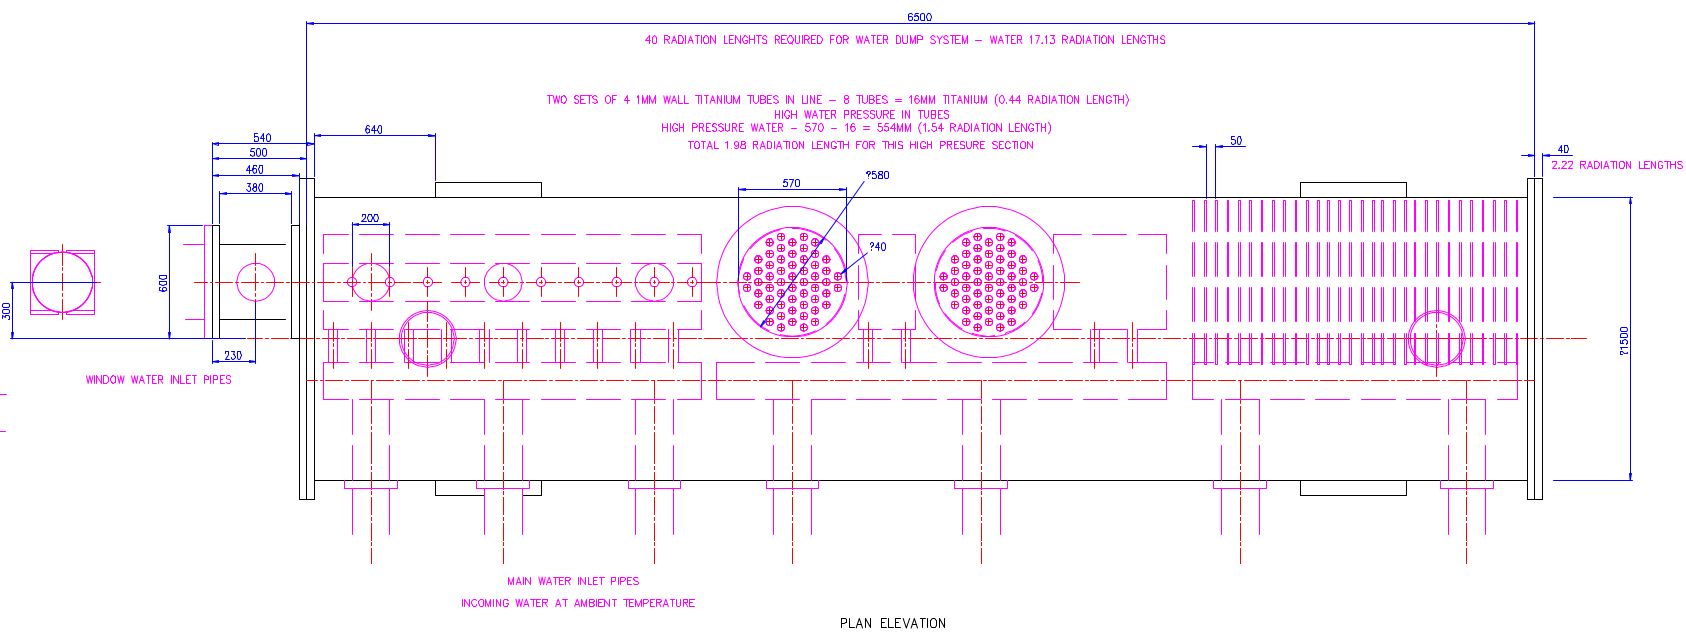 6500
40 RADIATION LENGHTS REQUIRED FOR WATER DUMP SYSTEM - WATER 17.13 RADIATION LENGTHS
TWO SETS OF 4 1MM WALL TITANIUM TUBES IN LINE - 8 TUBES = 16MM TITANIUM (0.44 RADIATION LENGTH)
HIGH WATER PRESSURE IN TUBES
HIGH PRESSURE WATER - 570 - 16 = 554MM (1.54 RADIATION LENGTH)
TOTAL 1.98 RADIATION LENGTH FOR THIS HIGH PRESURE SECTION
540
640
50
40
500
2.22 RADIATION LENGTHS
460
380
570
?580
200
?40
600
300
?1500
230
WINDOW WATER INLET PIPES
MAIN WATER INLET PIPES
INCOMING WATER AT AMBIENT TEMPERATURE
PLAN ELEVATION